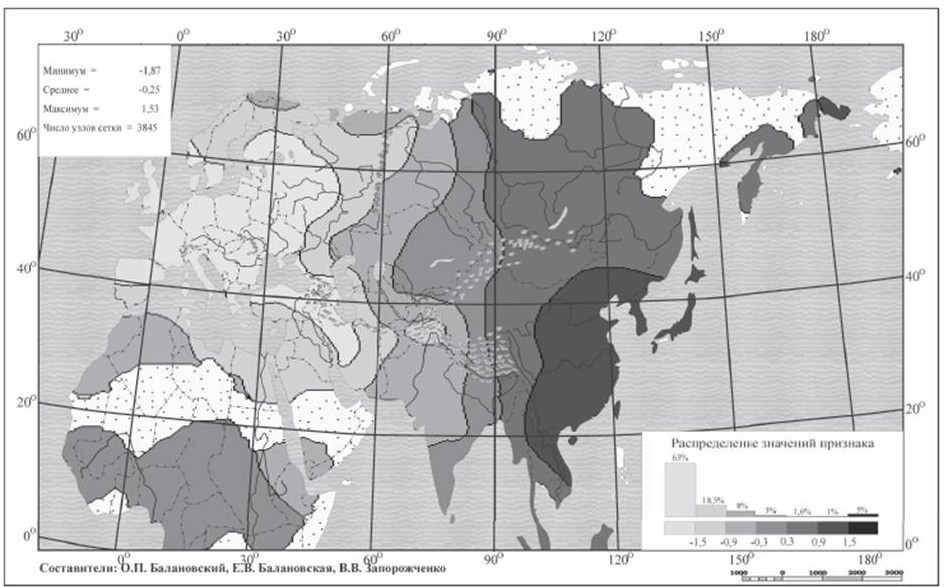 30° 0° 30° 60° 90° 120° 150° 180°
Минимум = -1,87
Среднее = -0,25
Максимум = 1,53
Число узлов сетки = 3845
60° 60°
40° 40°
20° 20°
Распределение значений признака
63%
18,5%
8%
3%
1,6%
1%
5%
-1,5 -0,9 -0,3 0,3 0,9 1,5
0° 0°
0° 30° 60° 90° 120° 150° 180°
Составители: О.П. Балановский, Е.В. Балановская, В.В. Запорожченко
1000 0 1000 2000 3000